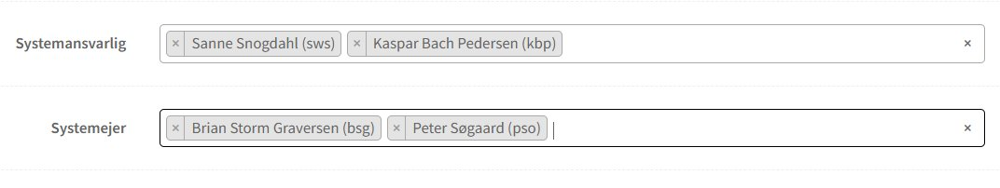 Systemansvarlig × Sanne Snogdahl (sws) × Kaspar Bach Pedersen (kbp) ×
Systemejer × Brian Storm Graversen (bsg) × Peter Søgaard (pso) ×